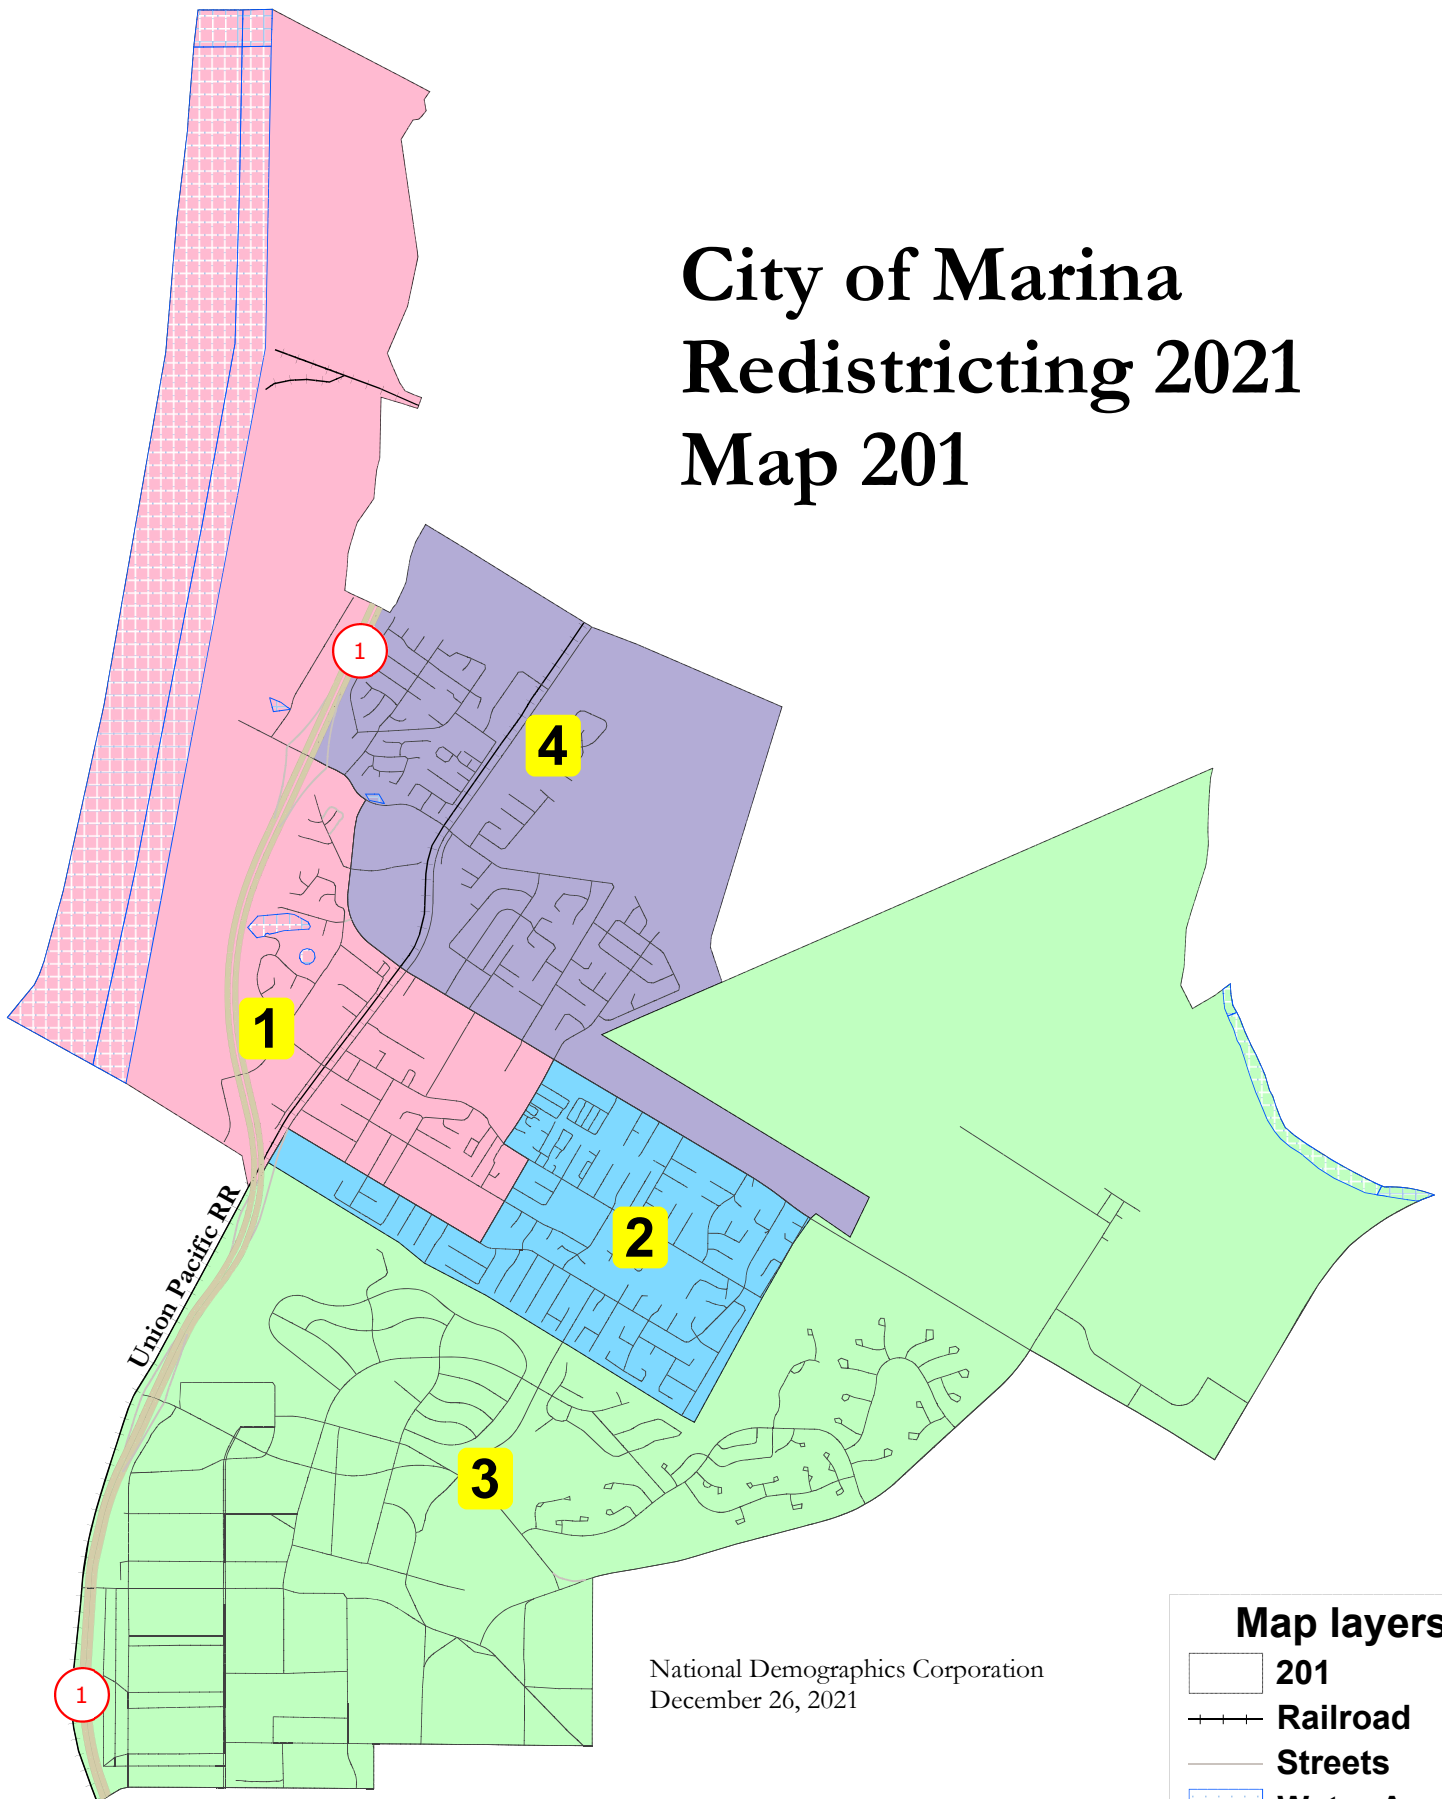 City of Marina
Redistricting 2021
Map 201
1
4
1
2
Union Pacific RR
3
1
National Demographics Corporation
December 26, 2021
Map layers
201
Railroad
Streets